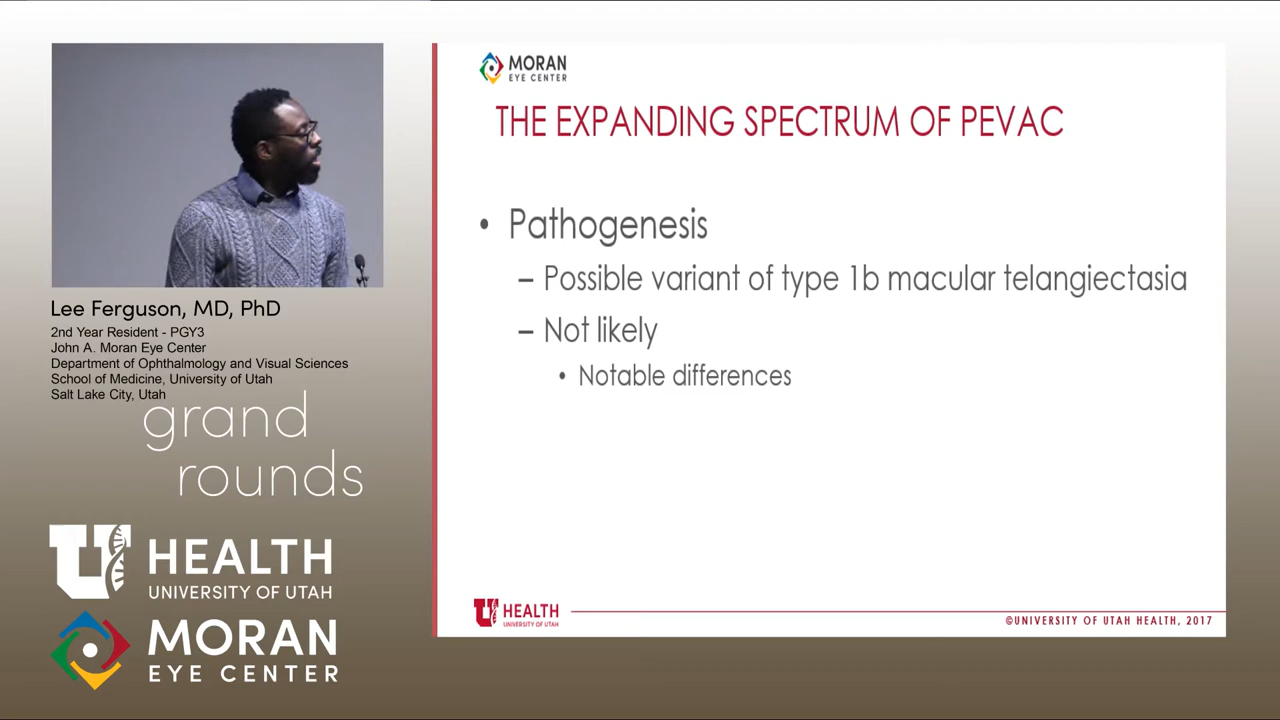 Lee Ferguson, MD, PhD
2nd Year Resident - PGY3
John A. Moran Eye Center
Department of Ophthalmology and Visual Sciences
School of Medicine, University of Utah
Salt Lake City, Utah
grand
rounds
U HEALTH
UNIVERSITY OF UTAH
MORAN
EYE CENTER
MORAN
EYE CENTER
THE EXPANDING SPECTRUM OF PEVAC
• Pathogenesis
– Possible variant of type 1b macular telangiectasia
– Not likely
• Notable differences
U HEALTH
UNIVERSITY OF UTAH
©UNIVERSITY OF UTAH HEALTH, 2017